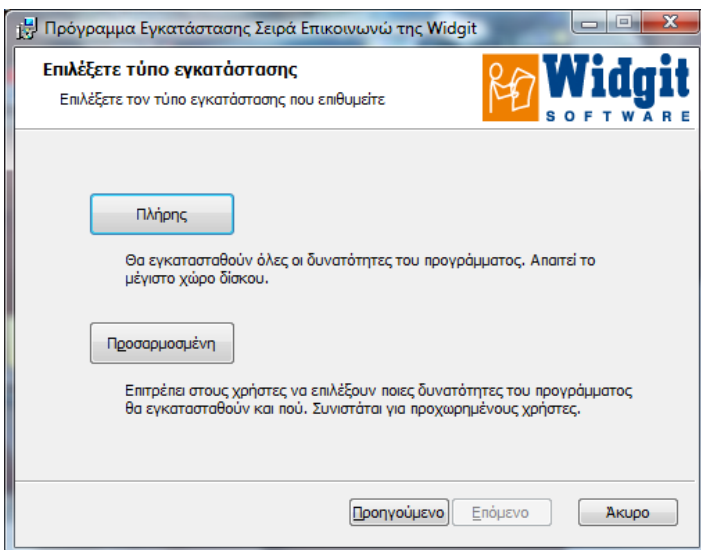 Πρόγραμμα Εγκατάστασης Σειρά Επικοινωνώ της Widgit
Επιλέξετε τύπο εγκατάστασης
Επιλέξετε τον τύπο εγκατάστασης που επιθυμείτε
Widgit
SOFTWARE
Πλήρης
Θα εγκατασταθούν όλες οι δυνατότητες του προγράμματος. Απαιτεί το
μέγιστο χώρο δίσκου.
Προσαρμοσμένη
Επιτρέπει στους χρήστες να επιλέξουν ποιες δυνατότητες του προγράμματος
θα εγκατασταθούν και πού. Συνιστάται για προχωρημένους χρήστες.
Προηγούμενο Επόμενο Άκυρο